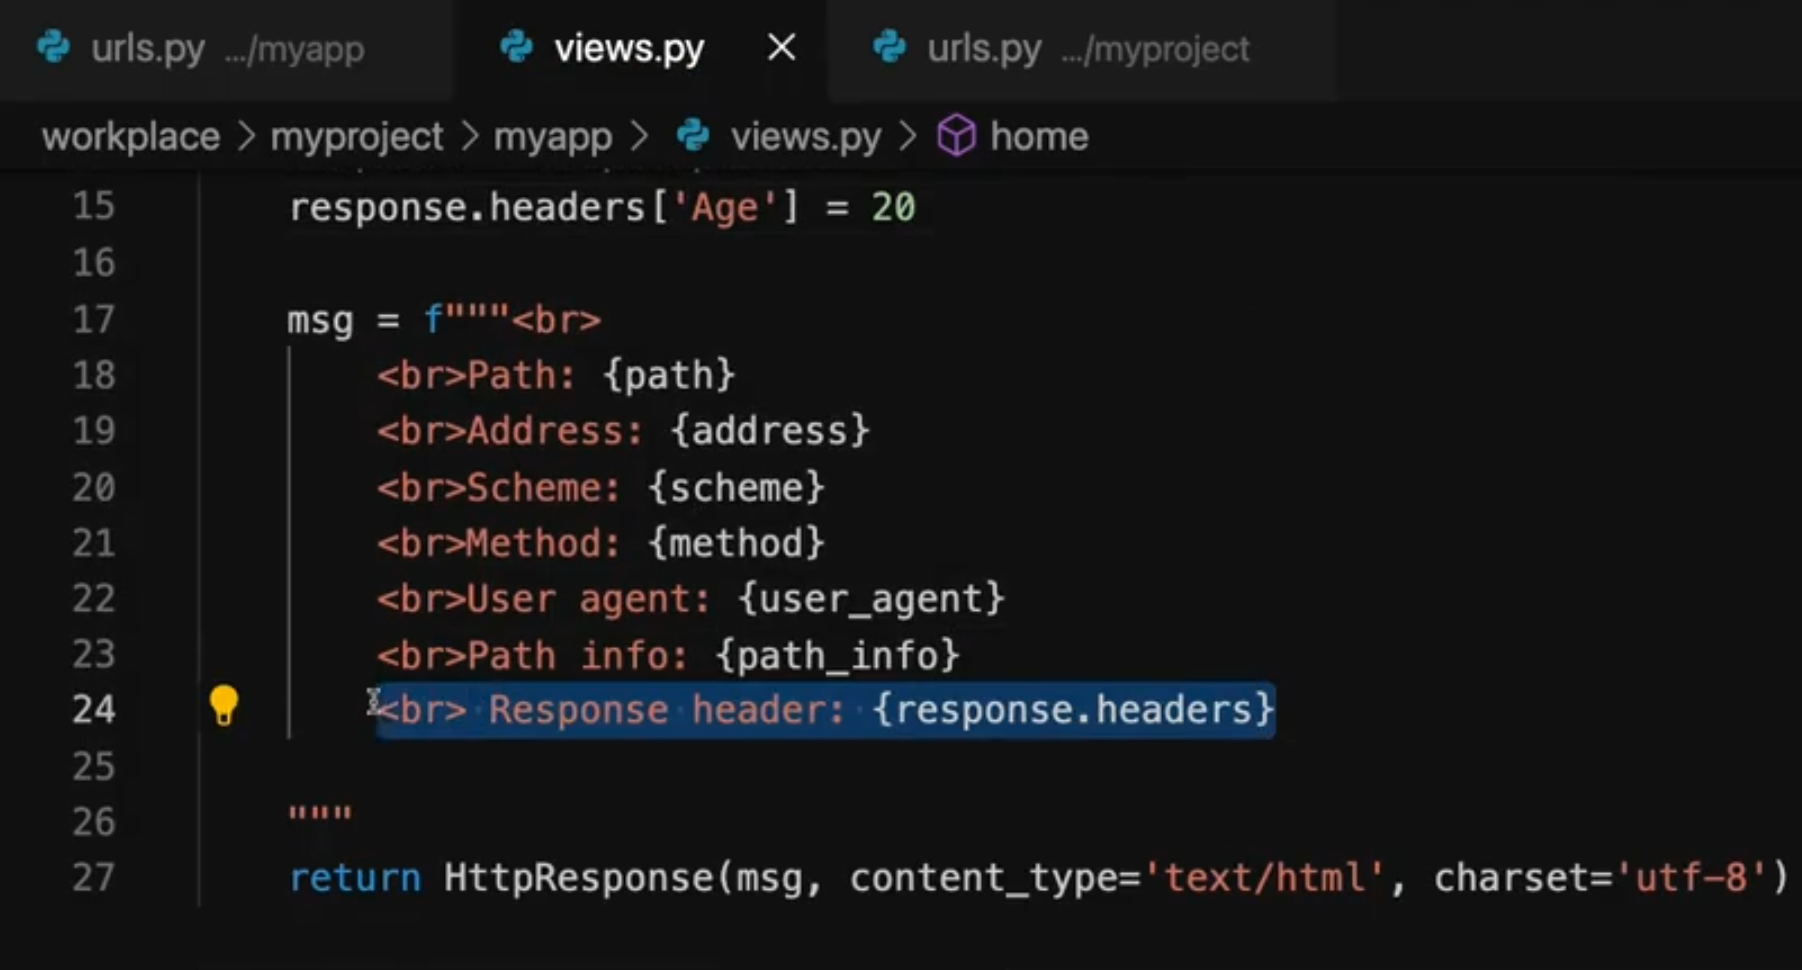 urls.py .../myapp views.py urls.py .../myproject
workplace > myproject > myapp > views.py > home
15 response.headers['Age'] = 20
16
17 msg = f"""<br>
18 <br>Path: {path}
19 <br>Address: {address}
20 <br>Scheme: {scheme}
21 <br>Method: {method}
22 <br>User agent: {user_agent}
23 <br>Path info: {path_info}
24 <br> Response header: {response.headers}
25
26 """
27 return HttpResponse(msg, content_type='text/html', charset='utf-8')